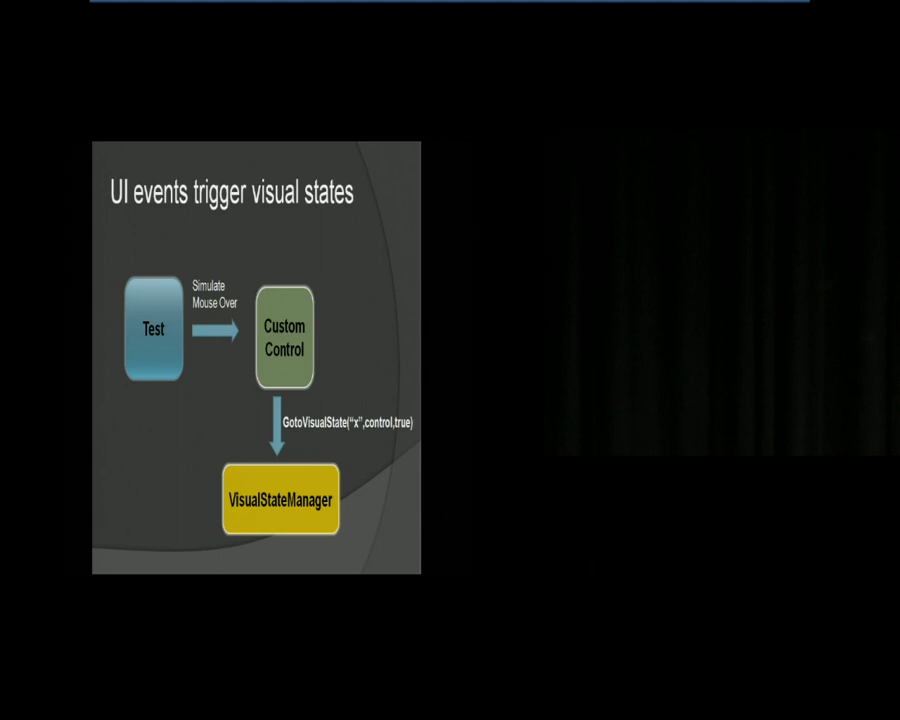 UI events trigger visual states
Simulate
Mouse Over
Test
Custom
Control
GotoVisualState("x",control,true)
VisualStateManager